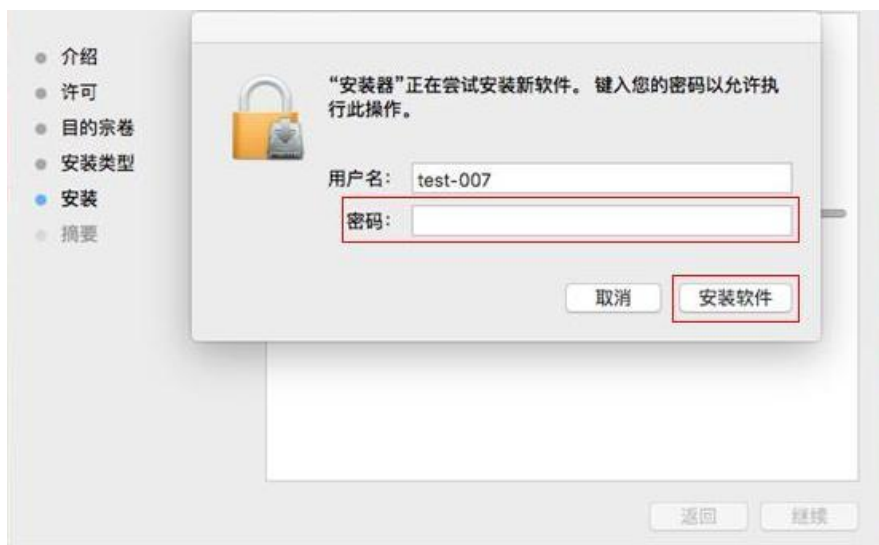 介绍
许可
目的宗卷
安装类型
安装
摘要
“安装器”正在尝试安装新软件。 键入您的密码以允许执
行此操作。
用户名： test-007
密码：
取消 安装软件
返回 继续